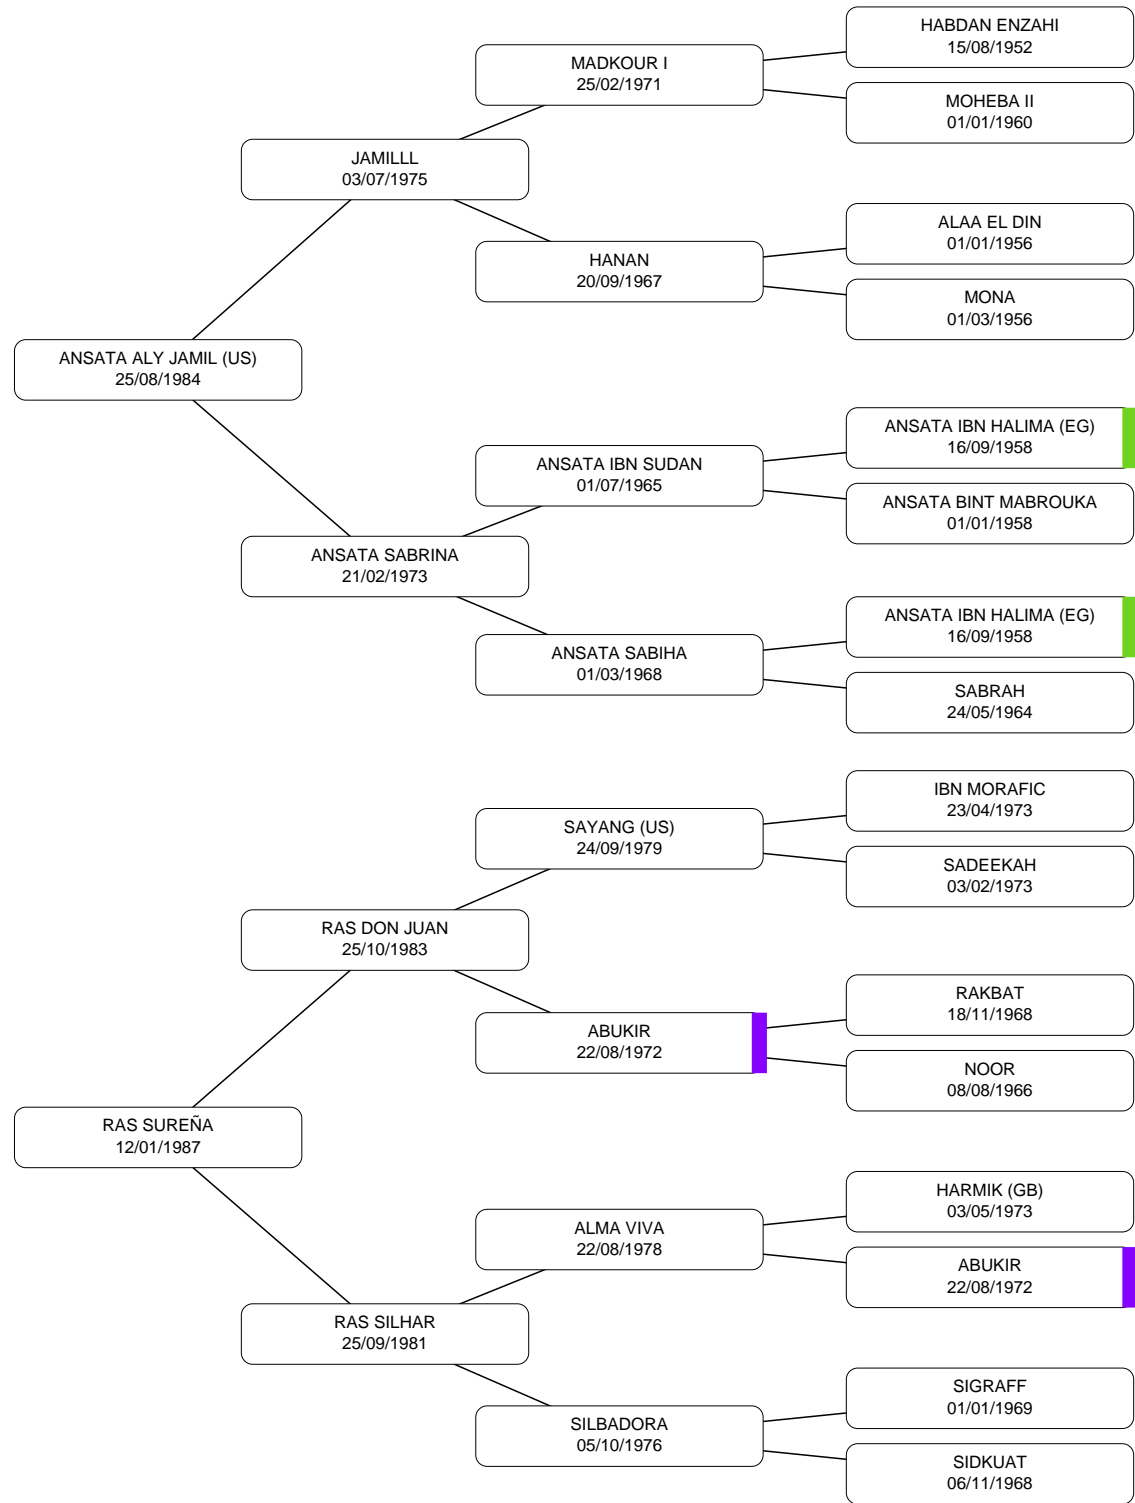 HABDAN ENZAHI
15/08/1952
MADKOUR I
25/02/1971
MOHEBA II
01/01/1960
JAMILLL
03/07/1975
ALAA EL DIN
01/01/1956
HANAN
20/09/1967
MONA
01/03/1956
ANSATA ALY JAMIL (US)
25/08/1984
ANSATA IBN HALIMA (EG)
16/09/1958
ANSATA IBN SUDAN
01/07/1965
ANSATA BINT MABROUKA
01/01/1958
ANSATA SABRINA
21/02/1973
ANSATA IBN HALIMA (EG)
16/09/1958
ANSATA SABIHA
01/03/1968
SABRAH
24/05/1964
IBN MORAFIC
23/04/1973
SAYANG (US)
24/09/1979
SADEEKAH
03/02/1973
RAS DON JUAN
25/10/1983
RAKBAT
18/11/1968
ABUKIR
22/08/1972
NOOR
08/08/1966
RAS SUREÑA
12/01/1987
HARMIK (GB)
03/05/1973
ALMA VIVA
22/08/1978
ABUKIR
22/08/1972
RAS SILHAR
25/09/1981
SIGRAFF
01/01/1969
SILBADORA
05/10/1976
SIDKUAT
06/11/1968